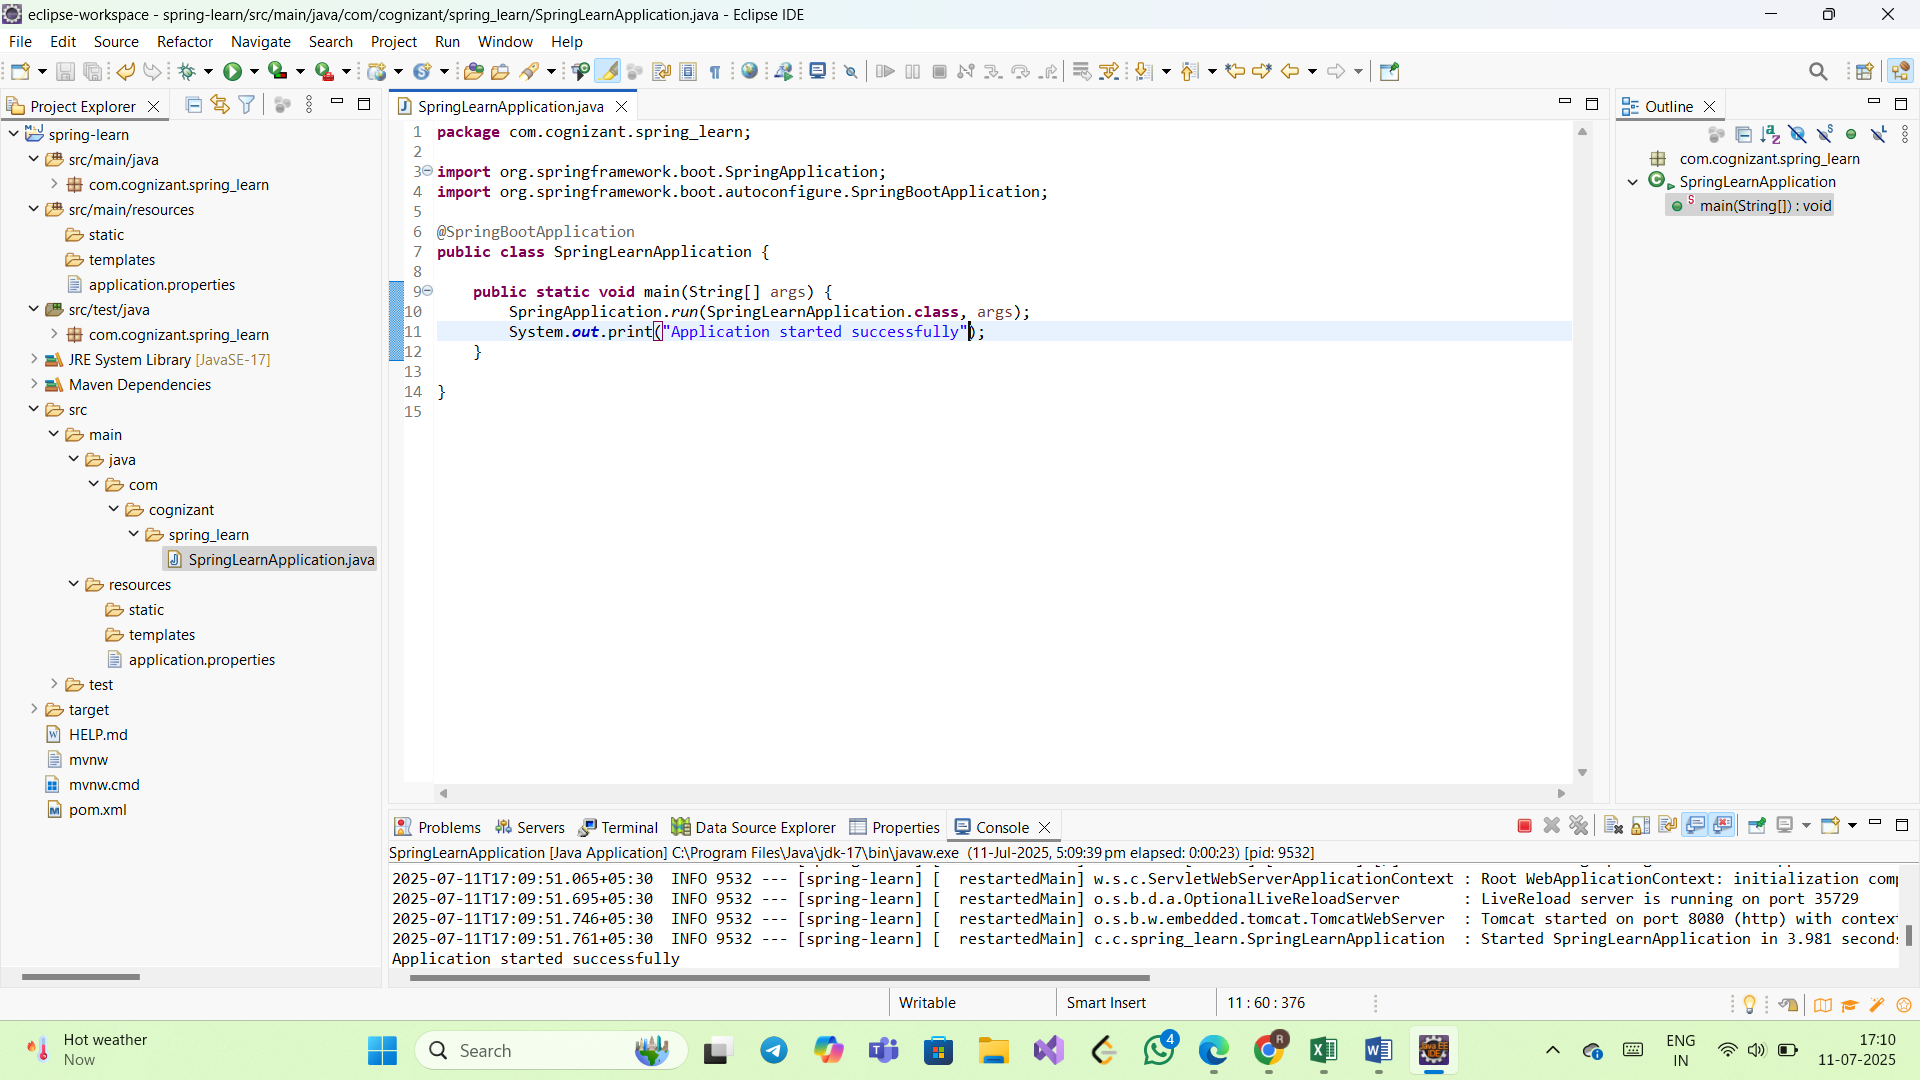 eclipse-workspace - spring-learn/src/main/java/com/cognizant/spring_learn/SpringLearnApplication.java - Eclipse IDE
File Edit Source Refactor Navigate Search Project Run Window Help
Project Explorer
spring-learn
src/main/java
com.cognizant.spring_learn
src/main/resources
static
templates
application.properties
src/test/java
com.cognizant.spring_learn
JRE System Library [JavaSE-17]
Maven Dependencies
src
main
java
com
cognizant
spring_learn
SpringLearnApplication.java
resources
static
templates
application.properties
test
target
HELP.md
mvnw
mvnw.cmd
pom.xml
SpringLearnApplication.java
1 package com.cognizant.spring_learn;
2
3 import org.springframework.boot.SpringApplication;
4 import org.springframework.boot.autoconfigure.SpringBootApplication;
5
6 @SpringBootApplication
7 public class SpringLearnApplication {
8
9 public static void main(String[] args) {
10 SpringApplication.run(SpringLearnApplication.class, args);
11 System.out.print("Application started successfully");
12 }
13
14 }
15
Outline
com.cognizant.spring_learn
SpringLearnApplication
main(String[]) : void
Problems Servers Terminal Data Source Explorer Properties Console
SpringLearnApplication [Java Application] C:\Program Files\Java\jdk-17\bin\javaw.exe (11-Jul-2025, 5:09:39 pm elapsed: 0:00:23) [pid: 9532]
2025-07-11T17:09:51.065+05:30 INFO 9532 --- [spring-learn] [ restartedMain] w.s.c.ServletWebServerApplicationContext : Root WebApplicationContext: initialization comp
2025-07-11T17:09:51.695+05:30 INFO 9532 --- [spring-learn] [ restartedMain] o.s.b.d.a.OptionalLiveReloadServer : LiveReload server is running on port 35729
2025-07-11T17:09:51.746+05:30 INFO 9532 --- [spring-learn] [ restartedMain] o.s.b.w.embedded.tomcat.TomcatWebServer : Tomcat started on port 8080 (http) with context
2025-07-11T17:09:51.761+05:30 INFO 9532 --- [spring-learn] [ restartedMain] c.c.spring_learn.SpringLearnApplication : Started SpringLearnApplication in 3.981 seconds
Application started successfully
Writable Smart Insert 11 : 60 : 376
Hot weather
Now
Search
4
R
ENG
IN
17:10
11-07-2025